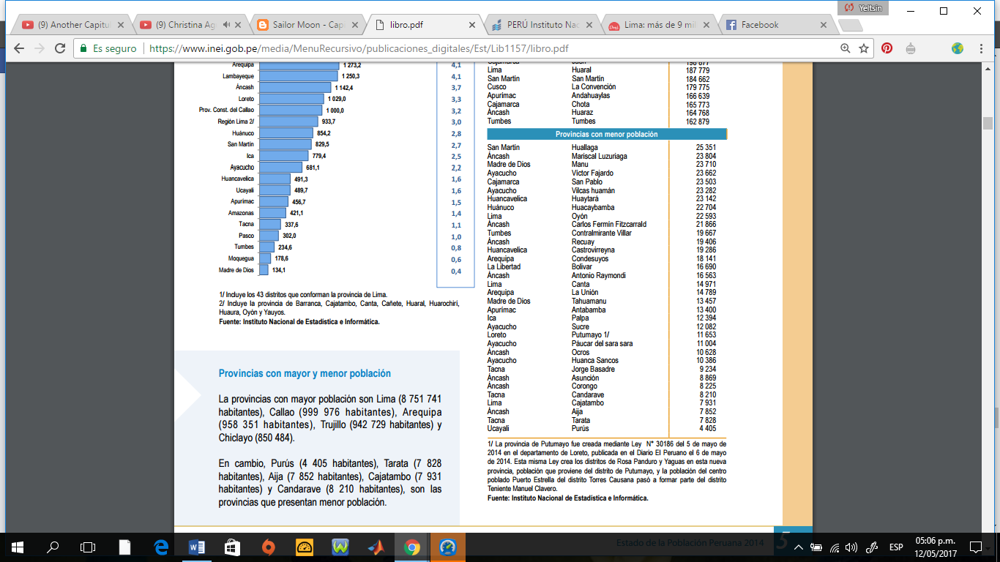 Yeltsin
(9) Another Capitu
(9) Christina Ag
Sailor Moon - Cap
libro.pdf
PERÚ Instituto Nac
Lima: más de 9 mil
Facebook
Es seguro | https://www.inei.gob.pe/media/MenuRecursivo/publicaciones_digitales/Est/Lib1157/libro.pdf
Arequipa 1 273,2 4,1
Lambayeque 1 250,3 4,1
Áncash 1 142,4 3,7
Loreto 1 029,0 3,3
Prov. Const. del Callao 1 000,0 3,2
Región Lima 2/ 933,7 3,0
Huánuco 854,2 2,8
San Martín 829,5 2,7
Ica 779,4 2,5
Ayacucho 681,1 2,2
Huancavelica 491,3 1,6
Ucayali 489,7 1,6
Apurímac 456,7 1,5
Amazonas 421,1 1,4
Tacna 337,6 1,1
Pasco 302,0 1,0
Tumbes 234,6 0,8
Moquegua 178,6 0,6
Madre de Dios 134,1 0,4
1/ Incluye los 43 distritos que conforman la provincia de Lima.
2/ Incluye la provincia de Barranca, Cajatambo, Canta, Cañete, Huaral, Huarochirí,
Huaura, Oyón y Yauyos.
Fuente: Instituto Nacional de Estadística e Informática.
Provincias con mayor y menor población
La provincias con mayor población son Lima (8 751 741
habitantes), Callao (999 976 habitantes), Arequipa
(958 351 habitantes), Trujillo (942 729 habitantes) y
Chiclayo (850 484).
En cambio, Purús (4 405 habitantes), Tarata (7 828
habitantes), Aija (7 852 habitantes), Cajatambo (7 931
habitantes) y Candarave (8 210 habitantes), son las
provincias que presentan menor población.
Lima Huaral 187 779
San Martín San Martín 184 662
Cusco La Convención 179 775
Apurímac Andahuaylas 166 639
Cajamarca Chota 165 773
Áncash Huaraz 164 768
Tumbes Tumbes 162 879
Provincias con menor población
San Martín Huallaga 25 351
Áncash Mariscal Luzuriaga 23 804
Madre de Dios Manu 23 710
Ayacucho Víctor Fajardo 23 662
Cajamarca San Pablo 23 503
Ayacucho Vilcas huamán 23 282
Huancavelica Huaytará 23 142
Huánuco Huacaybamba 22 704
Lima Oyón 22 593
Áncash Carlos Fermín Fitzcarrald 21 866
Tumbes Contralmirante Villar 19 667
Áncash Recuay 19 406
Huancavelica Castrovirreyna 19 286
Arequipa Condesuyos 18 141
La Libertad Bolivar 16 690
Áncash Antonio Raymondi 16 563
Lima Canta 14 971
Arequipa La Unión 14 789
Madre de Dios Tahuamanu 13 457
Apurímac Antabamba 13 400
Ica Palpa 12 394
Ayacucho Sucre 12 082
Loreto Putumayo 1/ 11 653
Ayacucho Páucar del sara sara 11 004
Áncash Ocros 10 628
Ayacucho Huanca Sancos 10 386
Tacna Jorge Basadre 9 234
Áncash Asunción 8 869
Áncash Corongo 8 225
Tacna Candarave 8 210
Lima Cajatambo 7 931
Áncash Aija 7 852
Tacna Tarata 7 828
Ucayali Purús 4 405
1/ La provincia de Putumayo fue creada mediante Ley N° 30186 del 5 de mayo de
2014 en el departamento de Loreto, publicada en el Diario El Peruano el 6 de mayo
de 2014. Esta misma Ley crea los distritos de Rosa Panduro y Yaguas en esta nueva
provincia, población que proviene del distrito de Putumayo, y la población del centro
poblado Puerto Estrella del distrito Torres Causana pasó a formar parte del distrito
Teniente Manuel Clavero.
Fuente: Instituto Nacional de Estadística e Informática.
Estado de la Población Peruana 2014 5
ESP
05:06 p.m.
12/05/2017